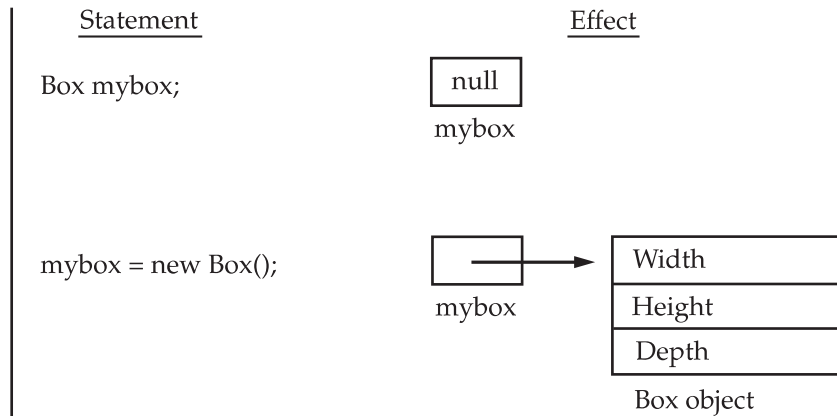 Statement
Effect
Box mybox;
null
mybox
mybox = new Box();
mybox
Width
Height
Depth
Box object